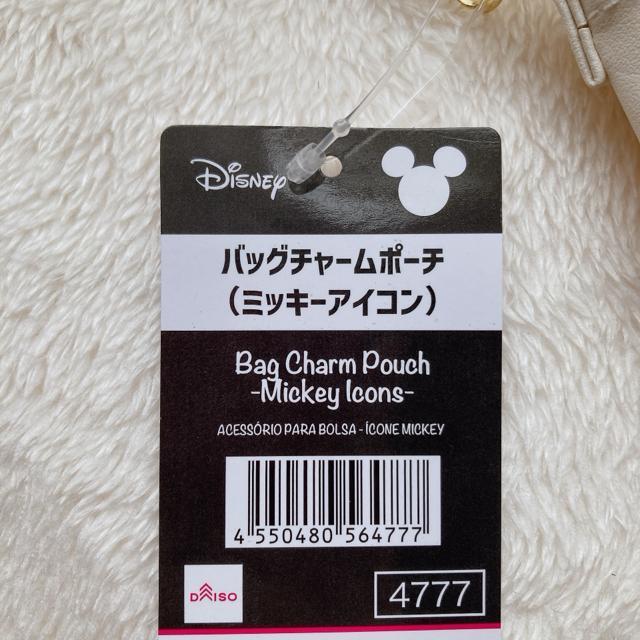 Disney
バッグチャームポーチ
（ミッキーアイコン）
Bag Charm Pouch
-Mickey Icons-
ACESSÓRIO PARA BOLSA - ÍCONE MICKEY
4 550480 564777
DAISO
4777